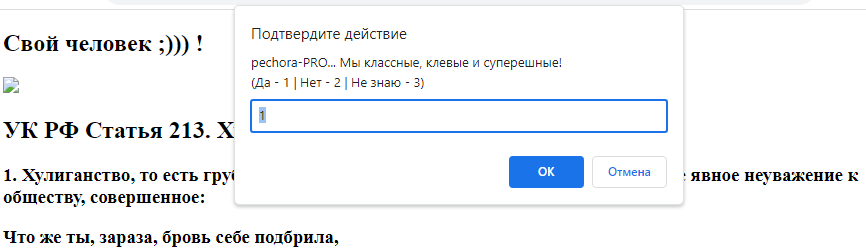 Свой человек ;))) !
Подтвердите действие
pechora-PRO... Мы классные, клевые и суперешные!
(Да - 1 | Нет - 2 | Не знаю - 3)
1
ОК
Отмена
УК РФ Статья 213. Х
1. Хулиганство, то есть гру явное неуважение к
обществу, совершенное:
Что же ты, зараза, бровь себе подбрила,